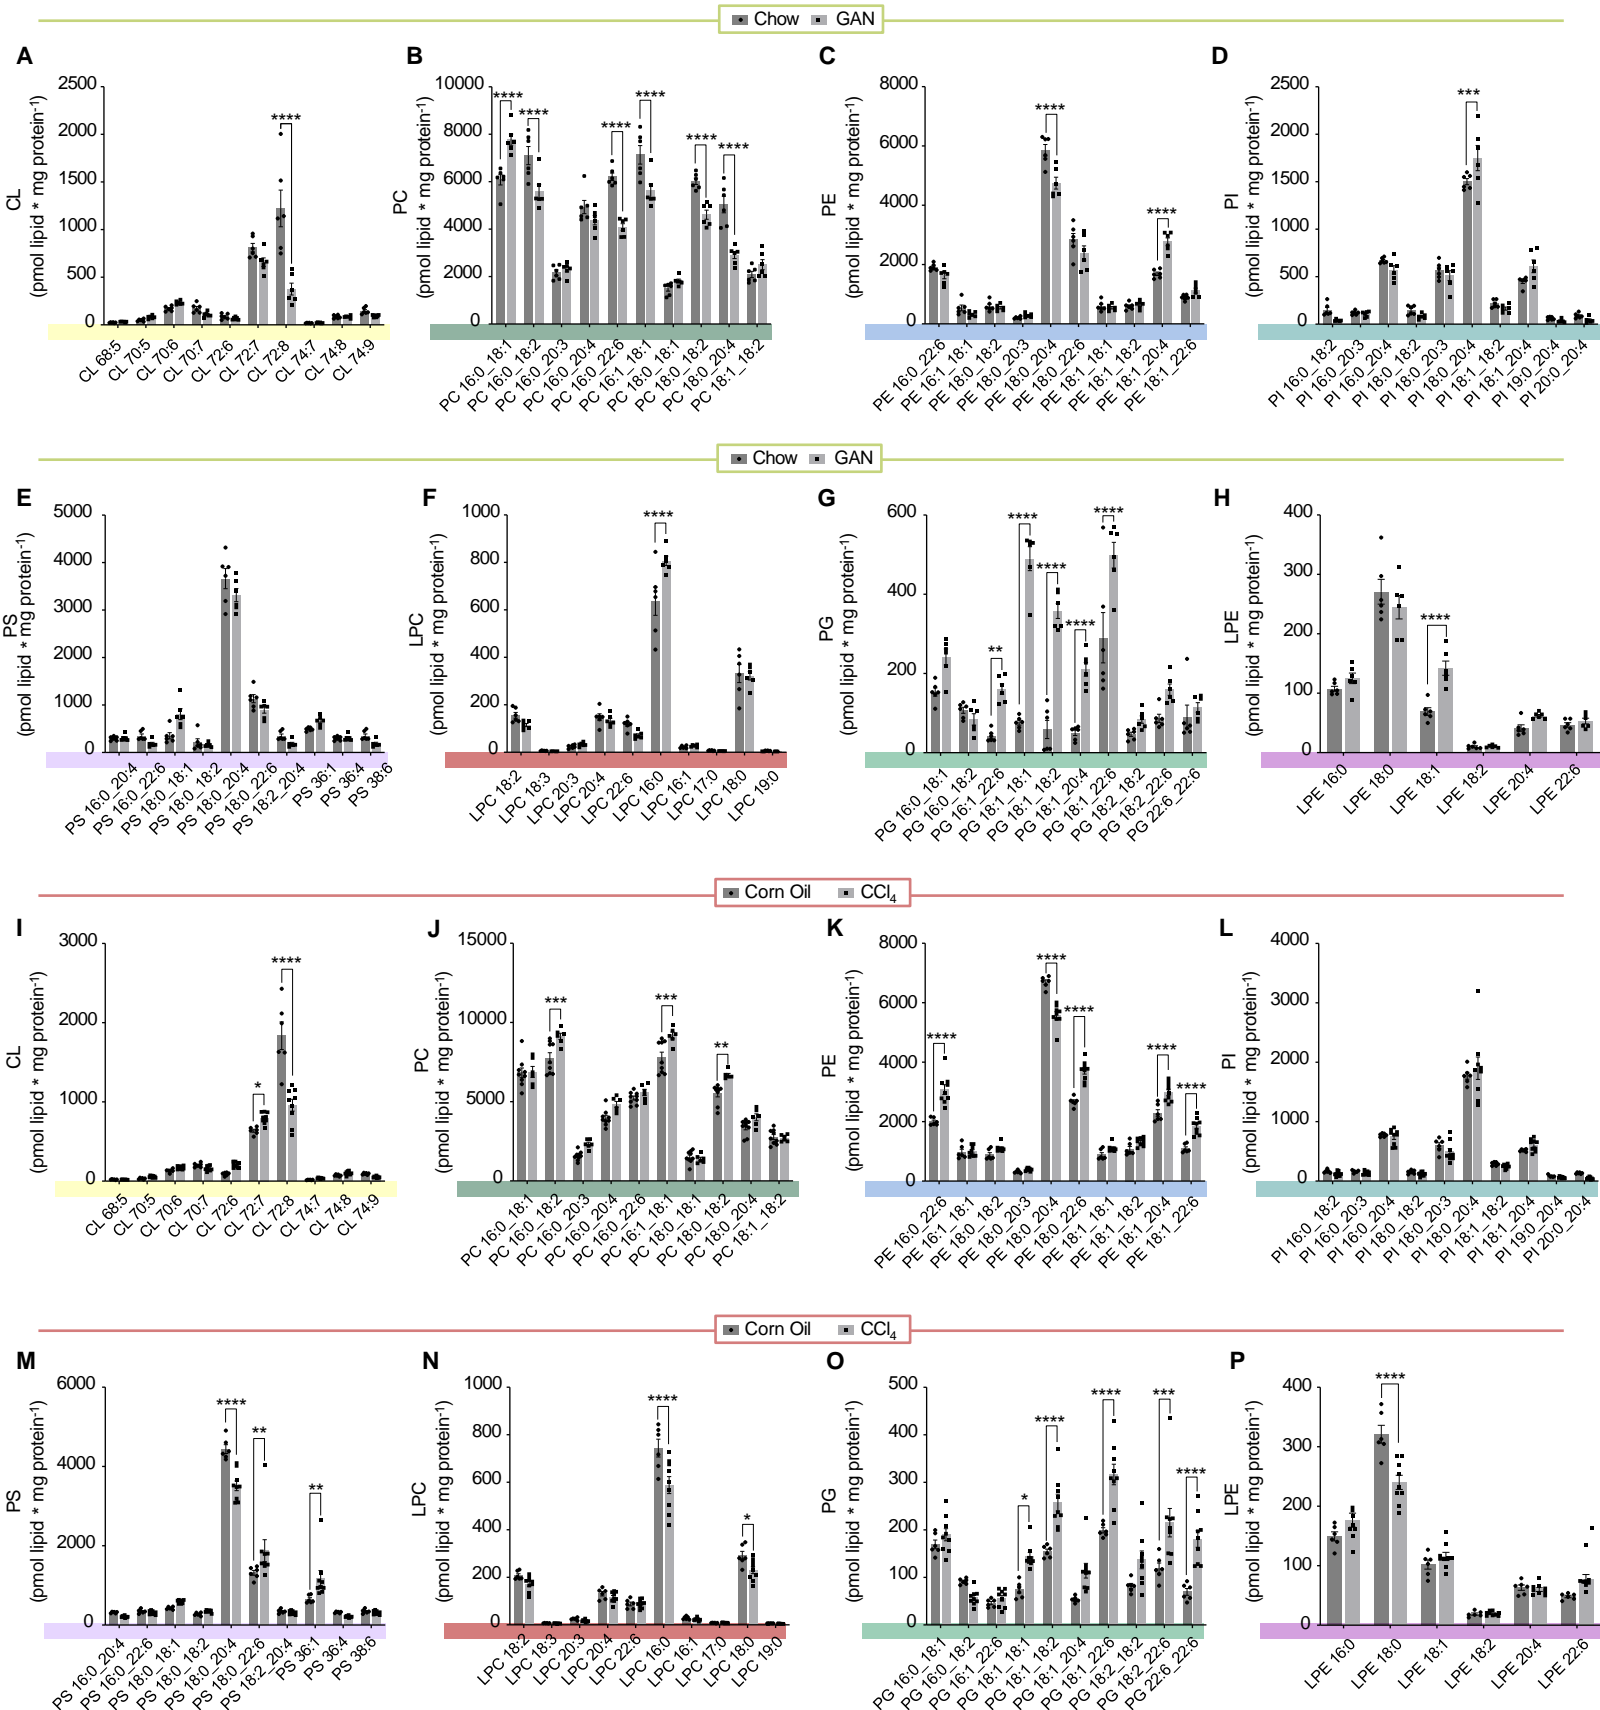 Chow GAN
A
CL
(pmol lipid * mg protein-1)
2500
2000
1500
1000
500
0
****
CL 68:5
CL 70:5
CL 70:6
CL 70:7
CL 72:6
CL 72:7
CL 72:8
CL 74:7
CL 74:8
CL 74:9
B
PC
(pmol lipid * mg protein-1)
10000
8000
6000
4000
2000
0
**** **** **** **** **** ****
PC 16:0_18:1
PC 16:0_18:2
PC 16:0_20:3
PC 16:0_20:4
PC 16:0_22:6
PC 16:1_18:1
PC 18:0_18:1
PC 18:0_18:2
PC 18:0_20:4
PC 18:1_18:2
C
PE
(pmol lipid * mg protein-1)
8000
6000
4000
2000
0
**** ****
PE 16:0_22:6
PE 16:1_18:1
PE 18:0_18:2
PE 18:0_20:3
PE 18:0_20:4
PE 18:0_22:6
PE 18:1_18:1
PE 18:1_18:2
PE 18:1_20:4
PE 18:1_22:6
D
PI
(pmol lipid * mg protein-1)
2500
2000
1500
1000
500
0
***
PI 16:0_18:2
PI 16:0_20:3
PI 16:0_20:4
PI 18:0_18:2
PI 18:0_20:3
PI 18:0_20:4
PI 18:1_18:2
PI 18:1_20:4
PI 19:0_20:4
PI 20:0_20:4
Chow GAN
E
PS
(pmol lipid * mg protein-1)
5000
4000
3000
2000
1000
0
PS 16:0_20:4
PS 16:0_22:6
PS 18:0_18:1
PS 18:0_18:2
PS 18:0_20:4
PS 18:0_22:6
PS 18:2_20:4
PS 36:1
PS 36:4
PS 38:6
F
LPC
(pmol lipid * mg protein-1)
1000
800
600
400
200
0
****
LPC 18:2
LPC 18:3
LPC 20:3
LPC 20:4
LPC 22:6
LPC 16:0
LPC 16:1
LPC 17:0
LPC 18:0
LPC 19:0
G
PG
(pmol lipid * mg protein-1)
600
400
200
0
** **** **** **** ****
PG 16:0_18:1
PG 16:0_18:2
PG 16:1_22:6
PG 18:1_18:1
PG 18:1_18:2
PG 18:1_20:4
PG 18:1_22:6
PG 18:2_18:2
PG 18:2_22:6
PG 22:6_22:6
H
LPE
(pmol lipid * mg protein-1)
400
300
200
100
0
****
LPE 16:0
LPE 18:0
LPE 18:1
LPE 18:2
LPE 20:4
LPE 22:6
Corn Oil CCl4
I
CL
(pmol lipid * mg protein-1)
3000
2000
1000
0
* ****
CL 68:5
CL 70:5
CL 70:6
CL 70:7
CL 72:6
CL 72:7
CL 72:8
CL 74:7
CL 74:8
CL 74:9
J
PC
(pmol lipid * mg protein-1)
15000
10000
5000
0
*** *** **
PC 16:0_18:1
PC 16:0_18:2
PC 16:0_20:3
PC 16:0_20:4
PC 16:0_22:6
PC 16:1_18:1
PC 18:0_18:1
PC 18:0_18:2
PC 18:0_20:4
PC 18:1_18:2
K
PE
(pmol lipid * mg protein-1)
8000
6000
4000
2000
0
**** **** **** **** ****
PE 16:0_22:6
PE 16:1_18:1
PE 18:0_18:2
PE 18:0_20:3
PE 18:0_20:4
PE 18:0_22:6
PE 18:1_18:1
PE 18:1_18:2
PE 18:1_20:4
PE 18:1_22:6
L
PI
(pmol lipid * mg protein-1)
4000
3000
2000
1000
0
PI 16:0_18:2
PI 16:0_20:3
PI 16:0_20:4
PI 18:0_18:2
PI 18:0_20:3
PI 18:0_20:4
PI 18:1_18:2
PI 18:1_20:4
PI 19:0_20:4
PI 20:0_20:4
Corn Oil CCl4
M
PS
(pmol lipid * mg protein-1)
6000
4000
2000
0
**** ** **
PS 16:0_20:4
PS 16:0_22:6
PS 18:0_18:1
PS 18:0_18:2
PS 18:0_20:4
PS 18:0_22:6
PS 18:2_20:4
PS 36:1
PS 36:4
PS 38:6
N
LPC
(pmol lipid * mg protein-1)
1000
800
600
400
200
0
**** *
LPC 18:2
LPC 18:3
LPC 20:3
LPC 20:4
LPC 22:6
LPC 16:0
LPC 16:1
LPC 17:0
LPC 18:0
LPC 19:0
O
PG
(pmol lipid * mg protein-1)
500
400
300
200
100
0
* **** **** *** ****
PG 16:0_18:1
PG 16:0_18:2
PG 16:1_22:6
PG 18:1_18:1
PG 18:1_18:2
PG 18:1_20:4
PG 18:1_22:6
PG 18:2_18:2
PG 18:2_22:6
PG 22:6_22:6
P
LPE
(pmol lipid * mg protein-1)
400
300
200
100
0
****
LPE 16:0
LPE 18:0
LPE 18:1
LPE 18:2
LPE 20:4
LPE 22:6